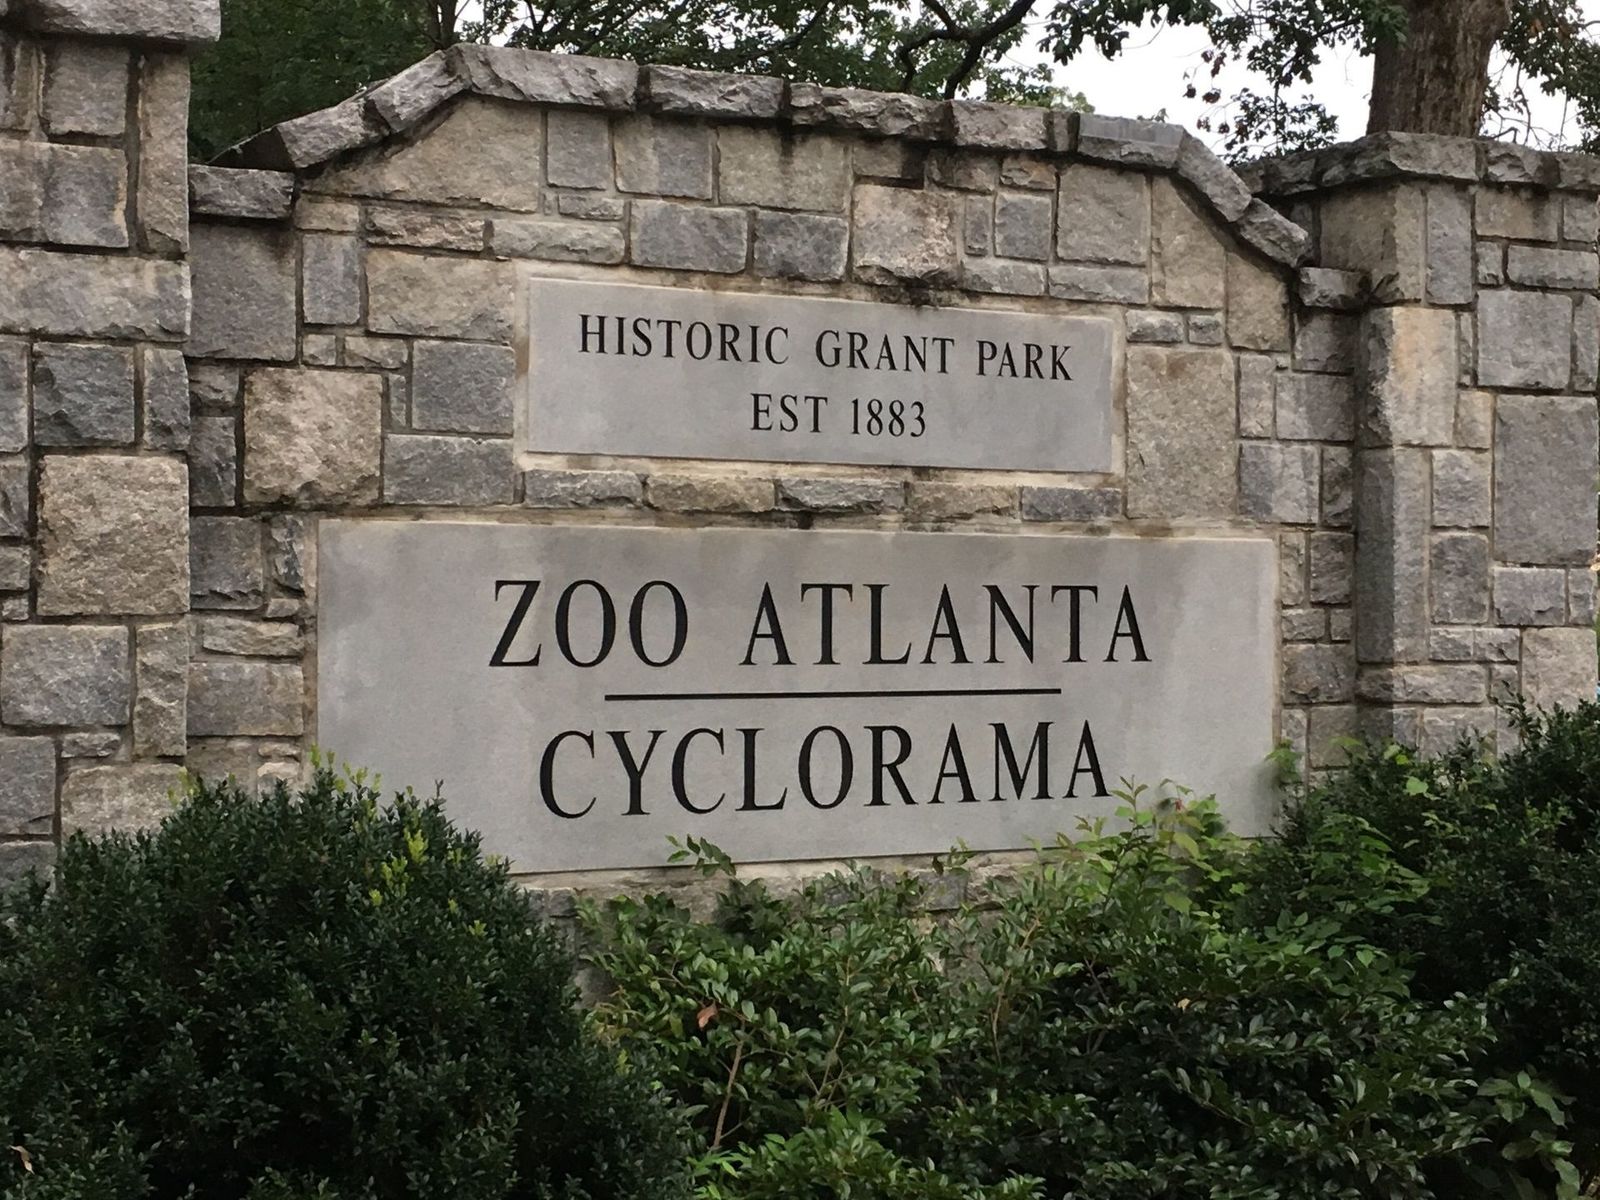 HISTORIC GRANT PARK
EST 1883
ZOO ATLANTA
CYCLORAMA